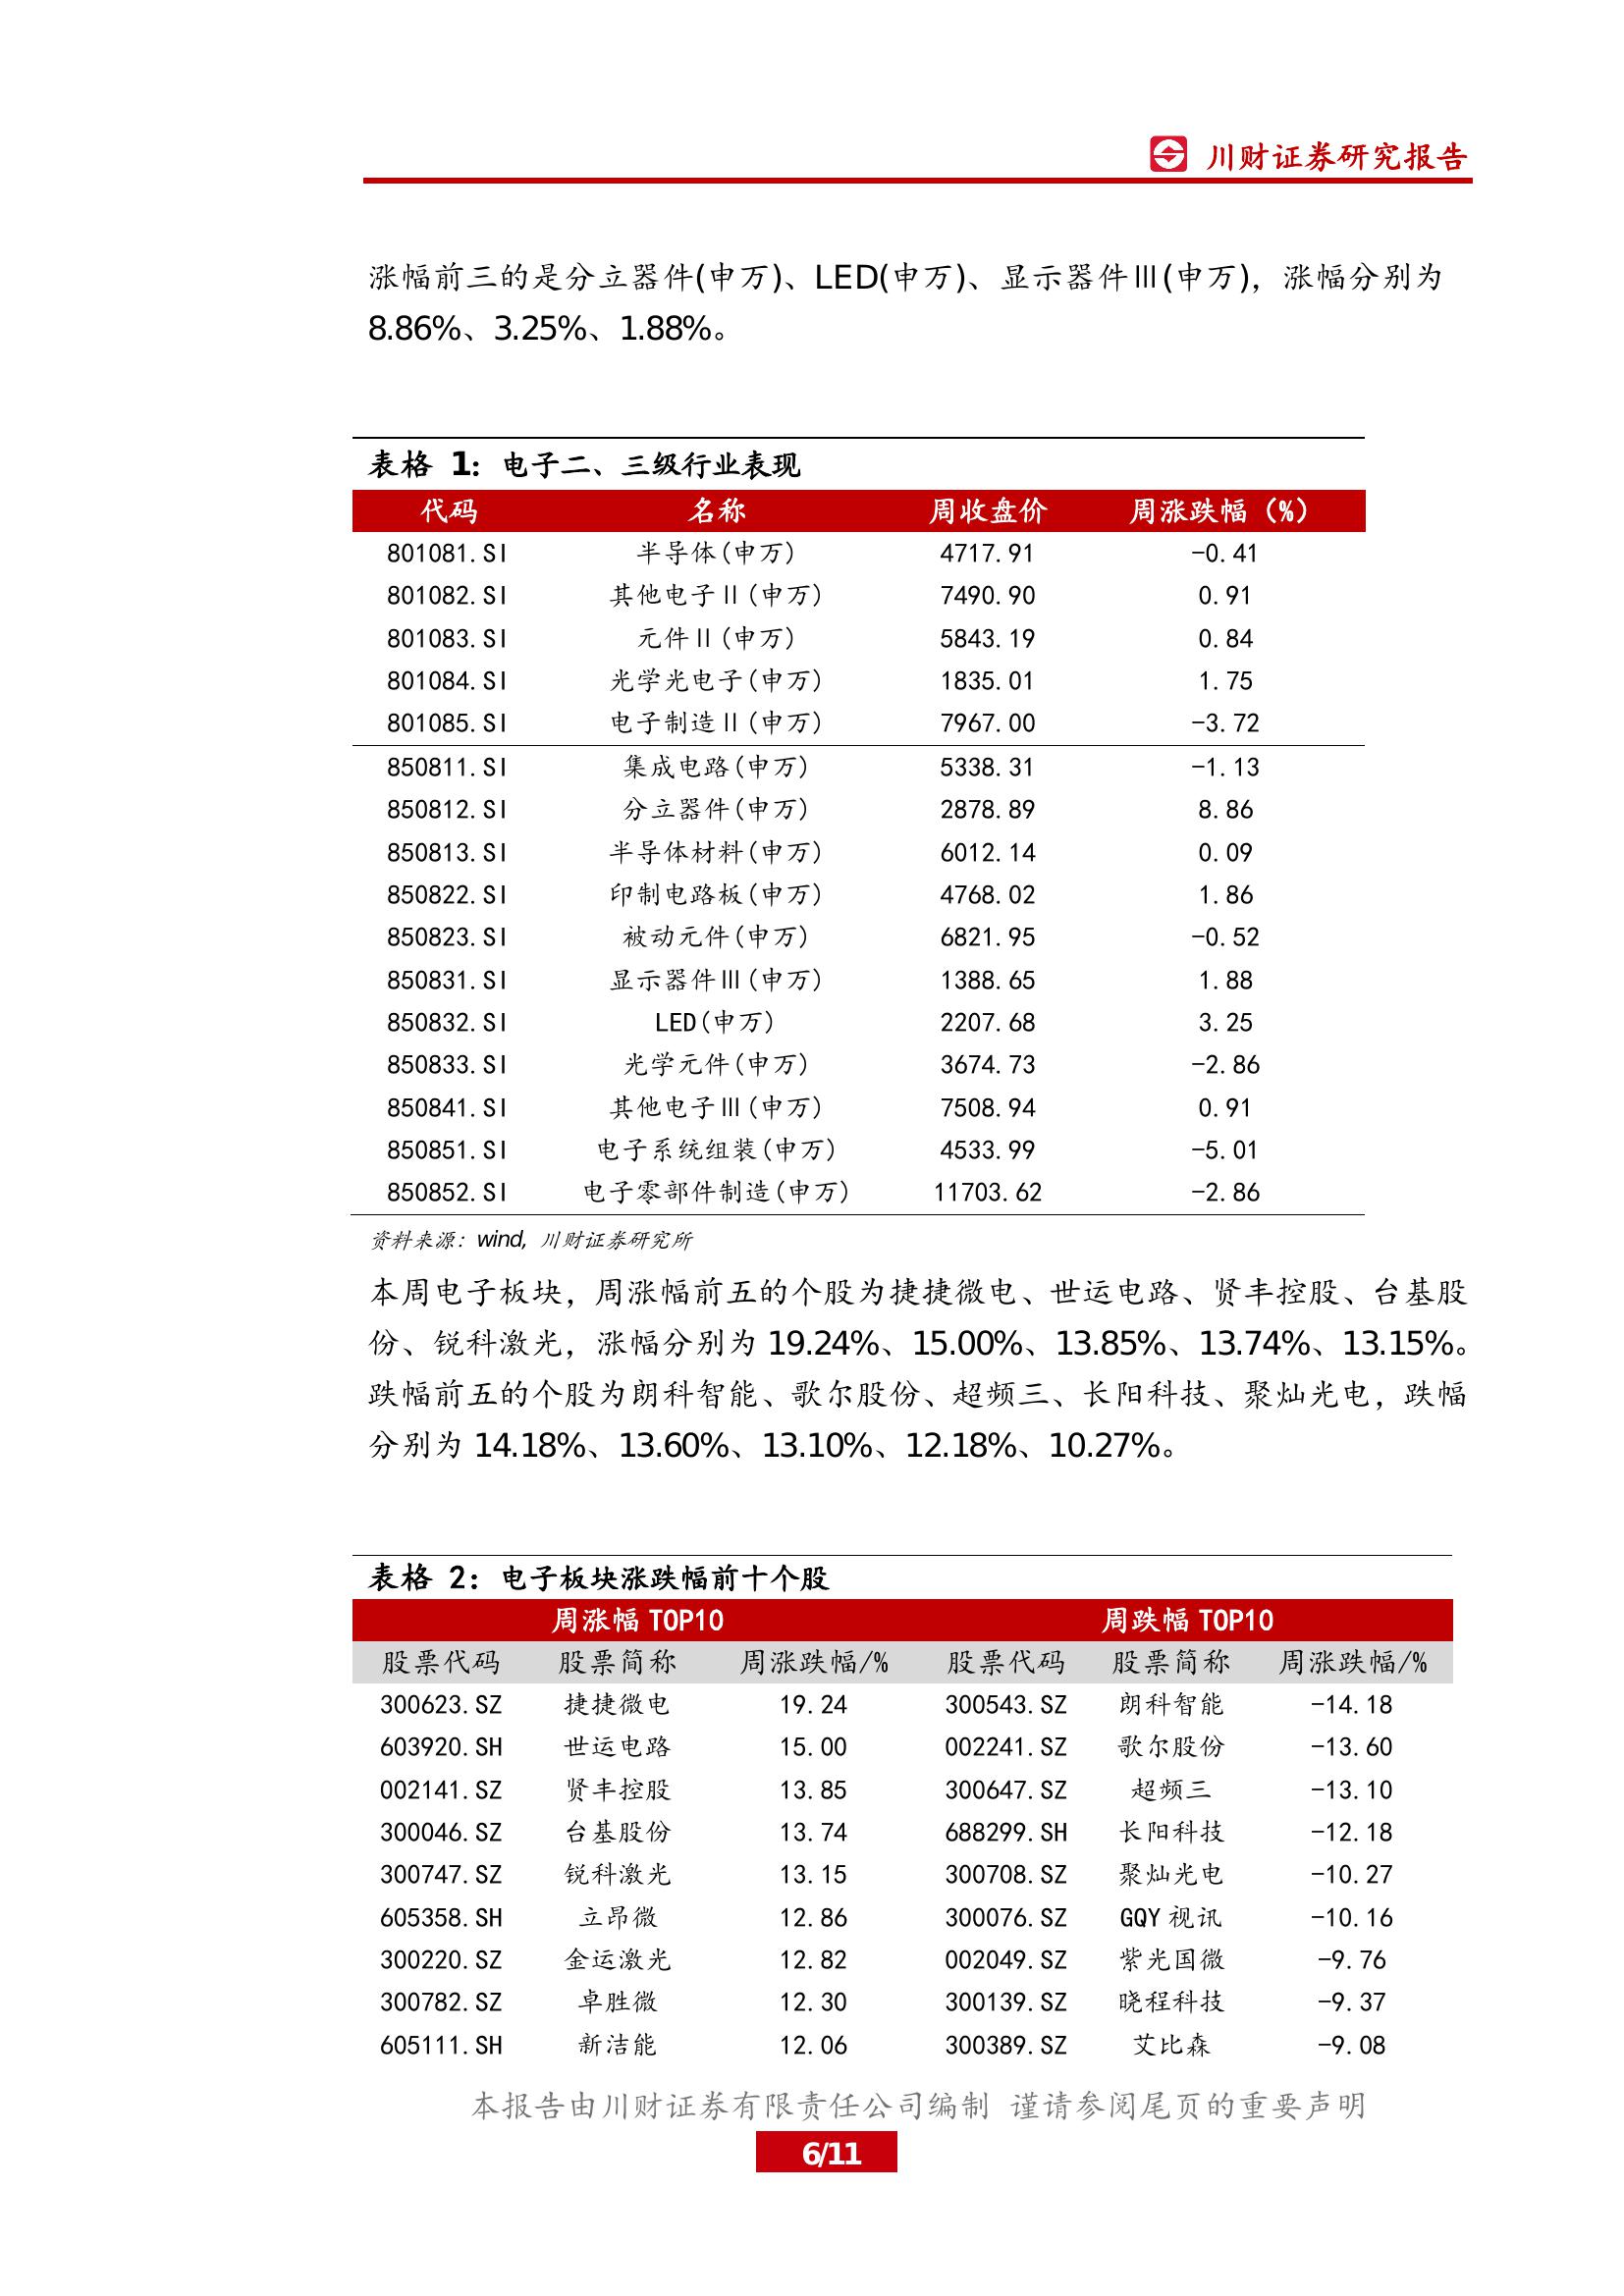 川财证券研究报告
涨幅前三的是分立器件(申万)、LED(申万)、显示器件Ⅲ(申万)，涨幅分别为
8.86%、3.25%、1.88%。
表格 1：电子二、三级行业表现
代码 名称 周收盘价 周涨跌幅（%）
801081.SI 半导体(申万) 4717.91 -0.41
801082.SI 其他电子Ⅱ(申万) 7490.90 0.91
801083.SI 元件Ⅱ(申万) 5843.19 0.84
801084.SI 光学光电子(申万) 1835.01 1.75
801085.SI 电子制造Ⅱ(申万) 7967.00 -3.72
850811.SI 集成电路(申万) 5338.31 -1.13
850812.SI 分立器件(申万) 2878.89 8.86
850813.SI 半导体材料(申万) 6012.14 0.09
850822.SI 印制电路板(申万) 4768.02 1.86
850823.SI 被动元件(申万) 6821.95 -0.52
850831.SI 显示器件Ⅲ(申万) 1388.65 1.88
850832.SI LED(申万) 2207.68 3.25
850833.SI 光学元件(申万) 3674.73 -2.86
850841.SI 其他电子Ⅲ(申万) 7508.94 0.91
850851.SI 电子系统组装(申万) 4533.99 -5.01
850852.SI 电子零部件制造(申万) 11703.62 -2.86
资料来源：wind, 川财证券研究所
本周电子板块，周涨幅前五的个股为捷捷微电、世运电路、贤丰控股、台基股
份、锐科激光，涨幅分别为 19.24%、15.00%、13.85%、13.74%、13.15%。
跌幅前五的个股为朗科智能、歌尔股份、超频三、长阳科技、聚灿光电，跌幅
分别为 14.18%、13.60%、13.10%、12.18%、10.27%。
表格 2：电子板块涨跌幅前十个股
周涨幅 TOP10 周跌幅 TOP10
股票代码 股票简称 周涨跌幅/% 股票代码 股票简称 周涨跌幅/%
300623.SZ 捷捷微电 19.24 300543.SZ 朗科智能 -14.18
603920.SH 世运电路 15.00 002241.SZ 歌尔股份 -13.60
002141.SZ 贤丰控股 13.85 300647.SZ 超频三 -13.10
300046.SZ 台基股份 13.74 688299.SH 长阳科技 -12.18
300747.SZ 锐科激光 13.15 300708.SZ 聚灿光电 -10.27
605358.SH 立昂微 12.86 300076.SZ GQY 视讯 -10.16
300220.SZ 金运激光 12.82 002049.SZ 紫光国微 -9.76
300782.SZ 卓胜微 12.30 300139.SZ 晓程科技 -9.37
605111.SH 新洁能 12.06 300389.SZ 艾比森 -9.08
本报告由川财证券有限责任公司编制 谨请参阅尾页的重要声明
6/11